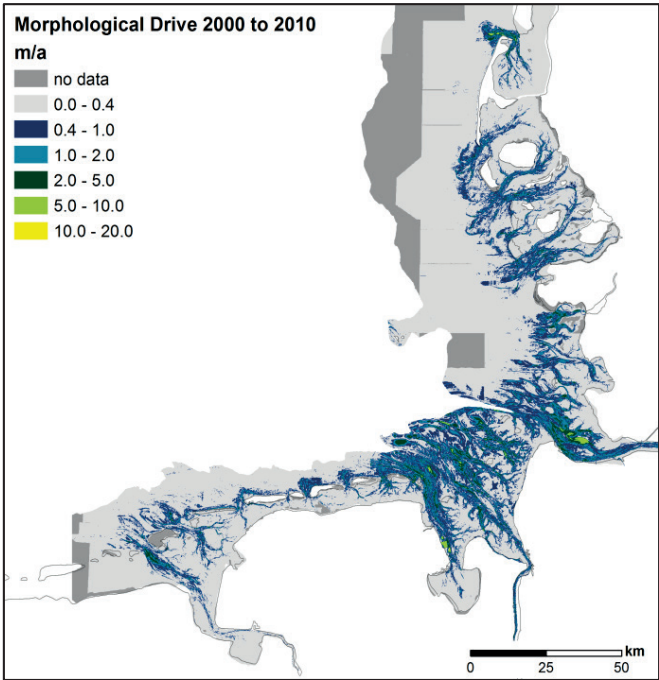 Morphological Drive 2000 to 2010
m/a
no data
0.0 - 0.4
0.4 - 1.0
1.0 - 2.0
2.0 - 5.0
5.0 - 10.0
10.0 - 20.0
km
0 25 50